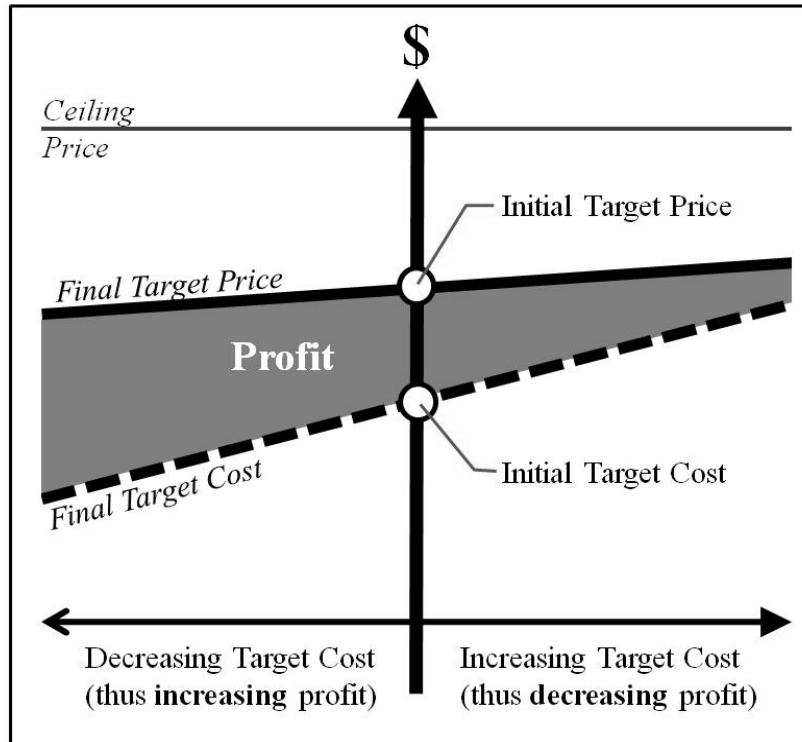 $
Ceiling
Price
Initial Target Price
Final Target Price
Profit
Initial Target Cost
Final Target Cost
Decreasing Target Cost
(thus increasing profit)
Increasing Target Cost
(thus decreasing profit)